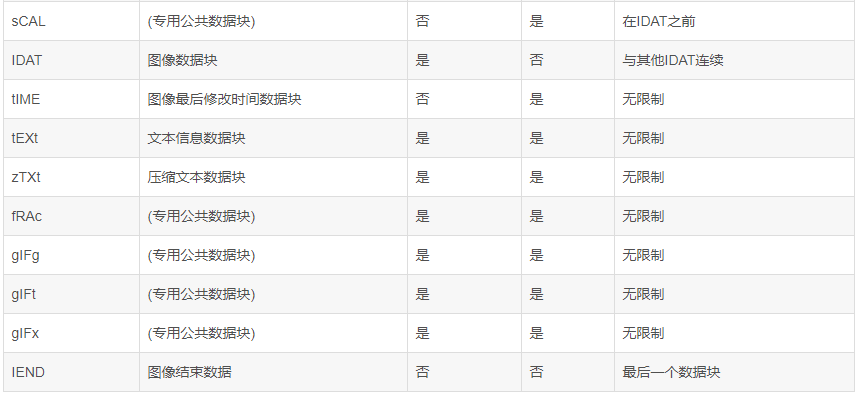 sCAL (专用公共数据块) 否 是 在IDAT之前
IDAT 图像数据块 是 否 与其他IDAT连续
tIME 图像最后修改时间数据块 否 是 无限制
tEXt 文本信息数据块 是 是 无限制
zTXt 压缩文本数据块 是 是 无限制
fRAc (专用公共数据块) 是 是 无限制
gIFg (专用公共数据块) 是 是 无限制
gIFt (专用公共数据块) 是 是 无限制
gIFx (专用公共数据块) 是 是 无限制
IEND 图像结束数据 否 否 最后一个数据块